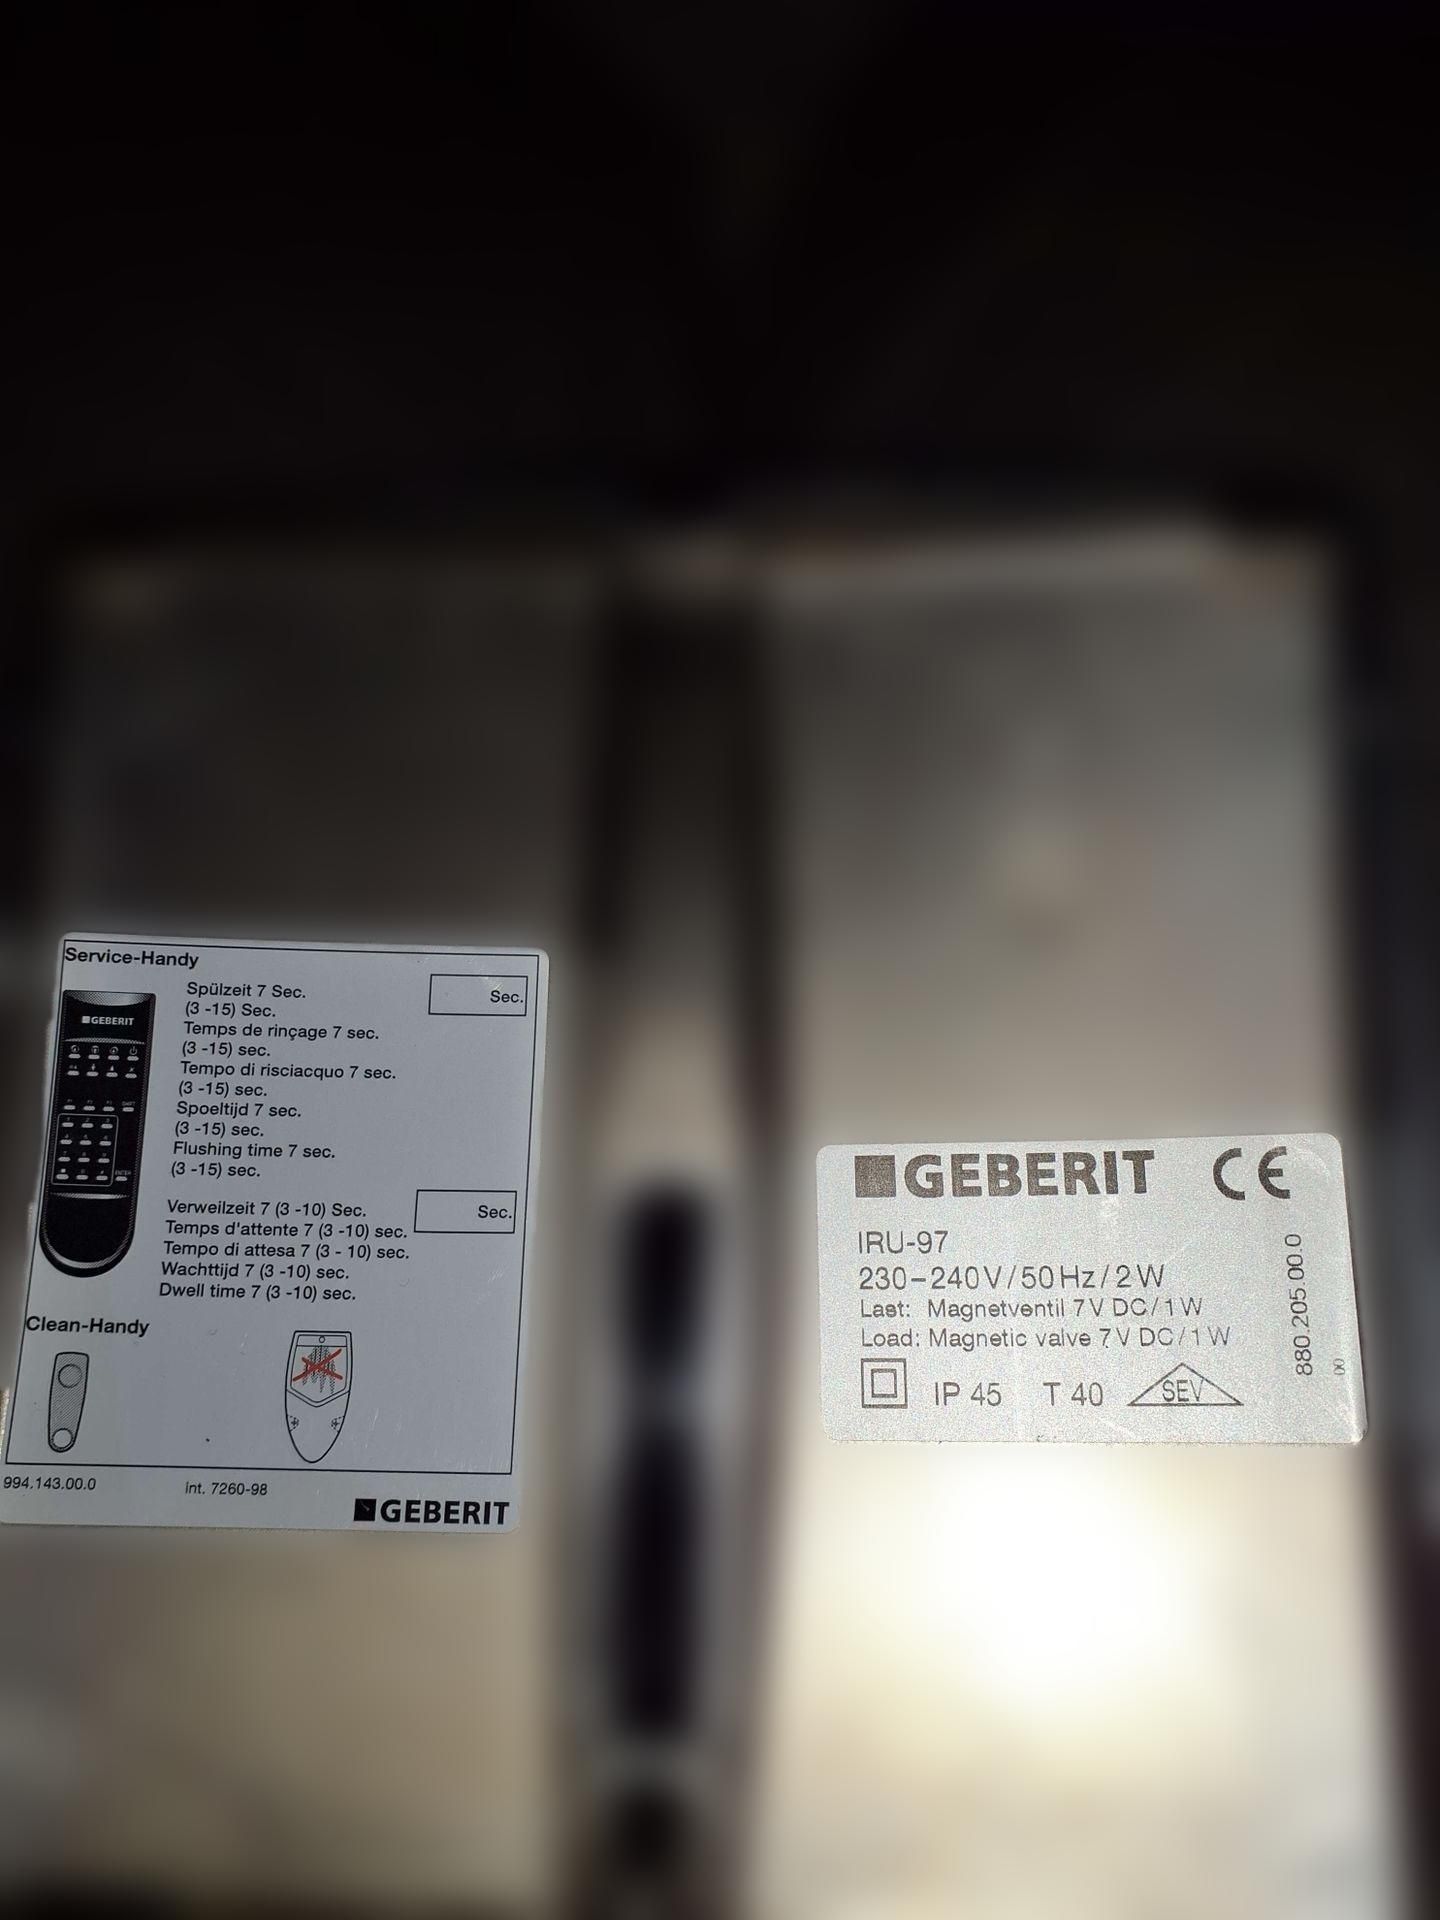 Service-Handy
GEBERIT
Spülzeit 7 Sec.
(3 -15) Sec.
Sec.
Temps de rinçage 7 sec.
(3 -15) sec.
Tempo di risciacquo 7 sec.
(3 -15) sec.
Spoeltijd 7 sec.
(3 -15) sec.
Flushing time 7 sec.
(3 -15) sec.
Verweilzeit 7 (3 -10) Sec.
Sec.
Temps d'attente 7 (3 -10) sec.
Tempo di attesa 7 (3 - 10) sec.
Wachttijd 7 (3 -10) sec.
Dwell time 7 (3 -10) sec.
Clean-Handy
994.143.00.0
int. 7260-98
GEBERIT
GEBERIT CE
IRU-97
230-240V/50Hz/2W
Last: Magnetventil 7V DC/1W
Load: Magnetic valve 7V DC/1W
IP 45 T 40 SEV
880.205.00.0
00